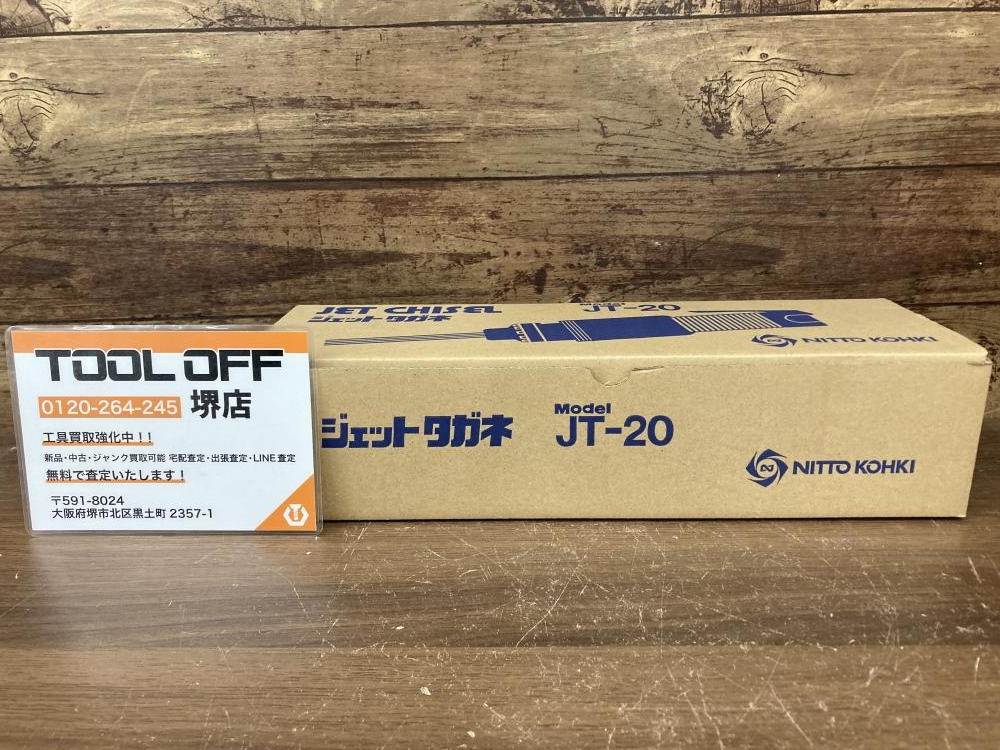 TOOL OFF
0120-264-245 堺店
工具買取強化中!!
新品・中古・ジャンク買取可能 宅配査定・出張査定・LINE査定
無料で査定いたします!
〒591-8024
大阪府堺市北区黒土町 2357-1
JET CHISEL
ジェットタガネ
Model
JT-20
NITTO KOHKI
ジェットタガネ
Model
JT-20
NITTO KOHKI